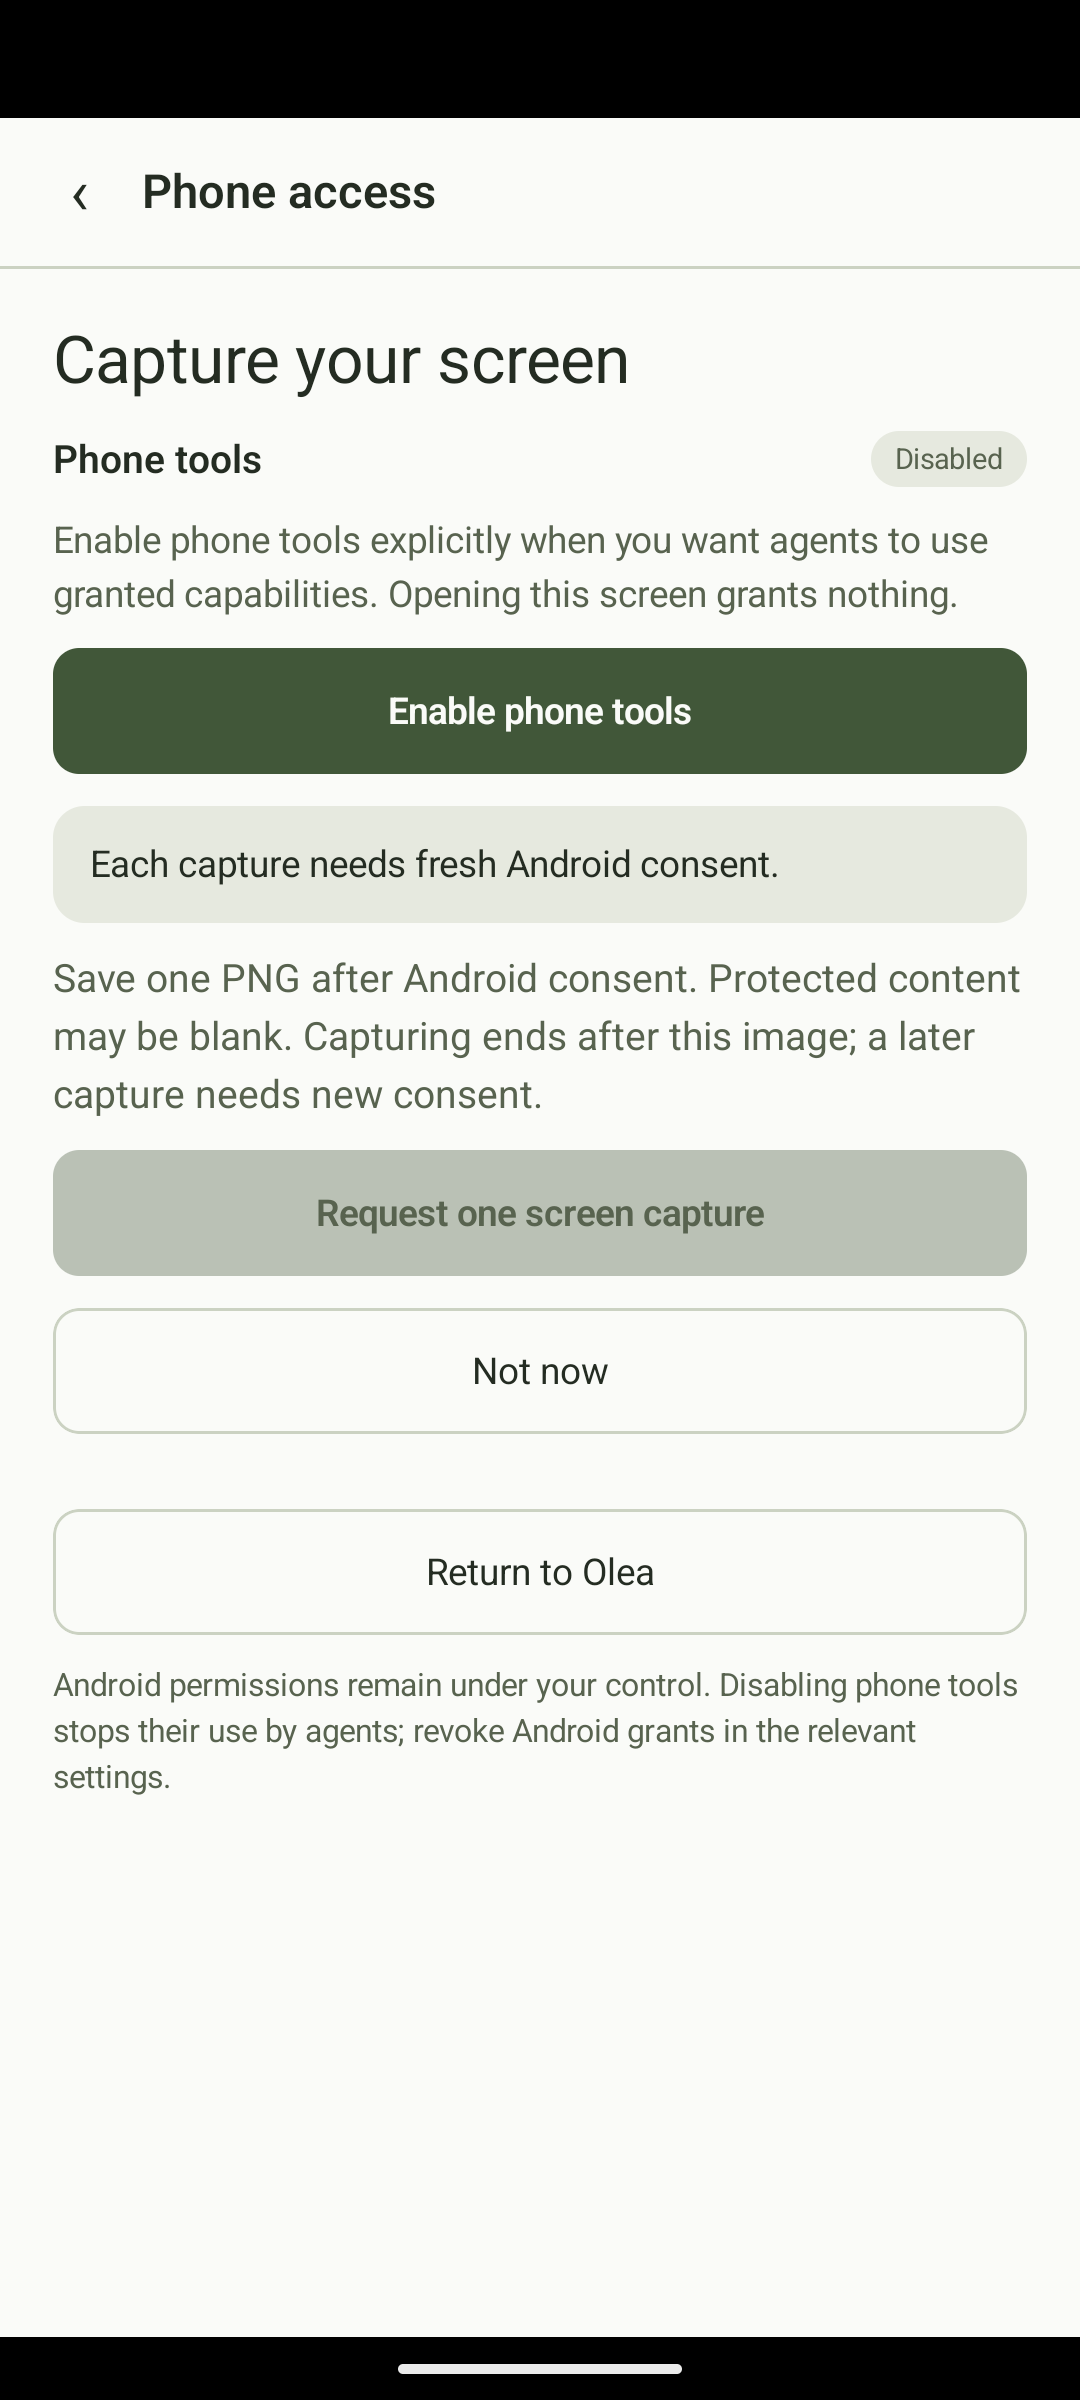 ‹ Phone access
Capture your screen
Phone tools
Disabled
Enable phone tools explicitly when you want agents to use
granted capabilities. Opening this screen grants nothing.
Enable phone tools
Each capture needs fresh Android consent.
Save one PNG after Android consent. Protected content
may be blank. Capturing ends after this image; a later
capture needs new consent.
Request one screen capture
Not now
Return to Olea
Android permissions remain under your control. Disabling phone tools
stops their use by agents; revoke Android grants in the relevant
settings.